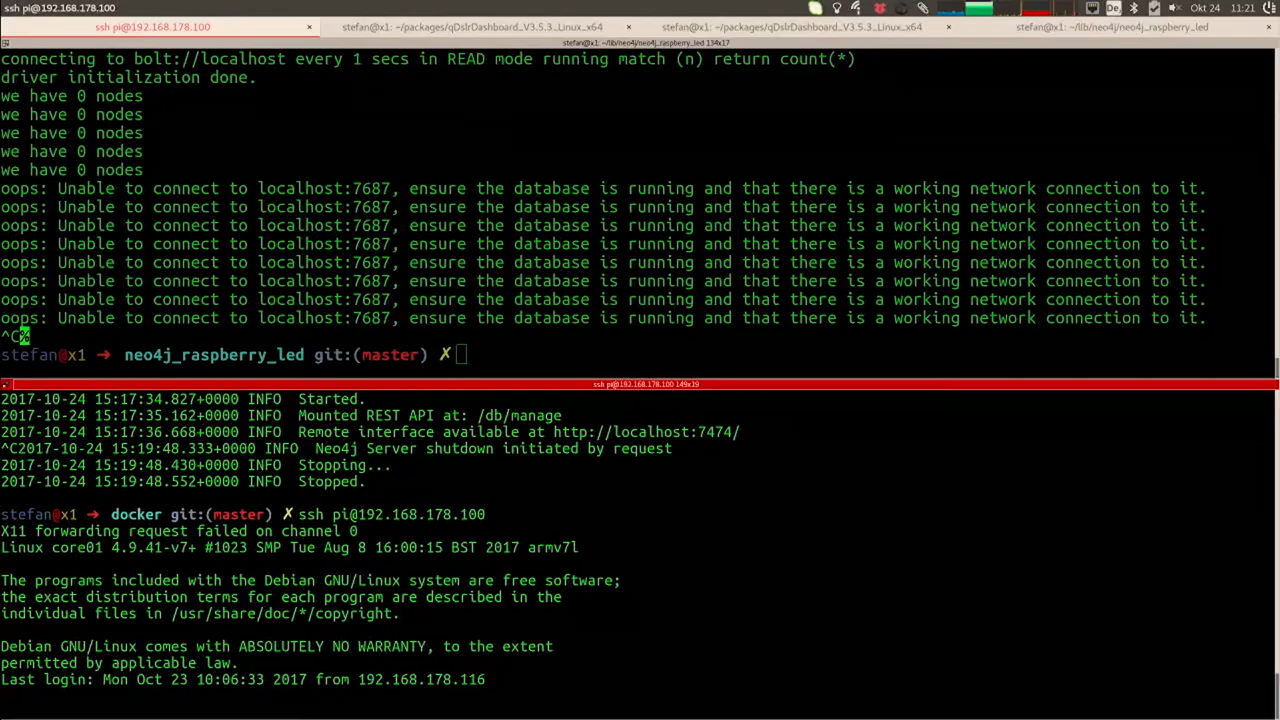 ssh pi@192.168.178.100
De
Okt 24 11:21
ssh pi@192.168.178.100 × stefan@x1: ~/packages/qDslrDashboard_V3.5.3_Linux_x64 × stefan@x1: ~/packages/qDslrDashboard_V3.5.3_Linux_x64 × stefan@x1: ~/lib/neo4j/neo4j_raspberry_led ×
stefan@x1: ~/lib/neo4j/neo4j_raspberry_led 134x17
connecting to bolt://localhost every 1 secs in READ mode running match (n) return count(*)
driver initialization done.
we have 0 nodes
we have 0 nodes
we have 0 nodes
we have 0 nodes
we have 0 nodes
oops: Unable to connect to localhost:7687, ensure the database is running and that there is a working network connection to it.
oops: Unable to connect to localhost:7687, ensure the database is running and that there is a working network connection to it.
oops: Unable to connect to localhost:7687, ensure the database is running and that there is a working network connection to it.
oops: Unable to connect to localhost:7687, ensure the database is running and that there is a working network connection to it.
oops: Unable to connect to localhost:7687, ensure the database is running and that there is a working network connection to it.
oops: Unable to connect to localhost:7687, ensure the database is running and that there is a working network connection to it.
oops: Unable to connect to localhost:7687, ensure the database is running and that there is a working network connection to it.
oops: Unable to connect to localhost:7687, ensure the database is running and that there is a working network connection to it.
^C%
stefan@x1 → neo4j_raspberry_led git:(master) ✗
ssh pi@192.168.178.100 149x19
2017-10-24 15:17:34.827+0000 INFO  Started.
2017-10-24 15:17:35.162+0000 INFO  Mounted REST API at: /db/manage
2017-10-24 15:17:36.668+0000 INFO  Remote interface available at http://localhost:7474/
^C2017-10-24 15:19:48.333+0000 INFO  Neo4j Server shutdown initiated by request
2017-10-24 15:19:48.430+0000 INFO  Stopping...
2017-10-24 15:19:48.552+0000 INFO  Stopped.
stefan@x1 → docker git:(master) ✗ ssh pi@192.168.178.100
X11 forwarding request failed on channel 0
Linux core01 4.9.41-v7+ #1023 SMP Tue Aug 8 16:00:15 BST 2017 armv7l
The programs included with the Debian GNU/Linux system are free software;
the exact distribution terms for each program are described in the
individual files in /usr/share/doc/*/copyright.
Debian GNU/Linux comes with ABSOLUTELY NO WARRANTY, to the extent
permitted by applicable law.
Last login: Mon Oct 23 10:06:33 2017 from 192.168.178.116